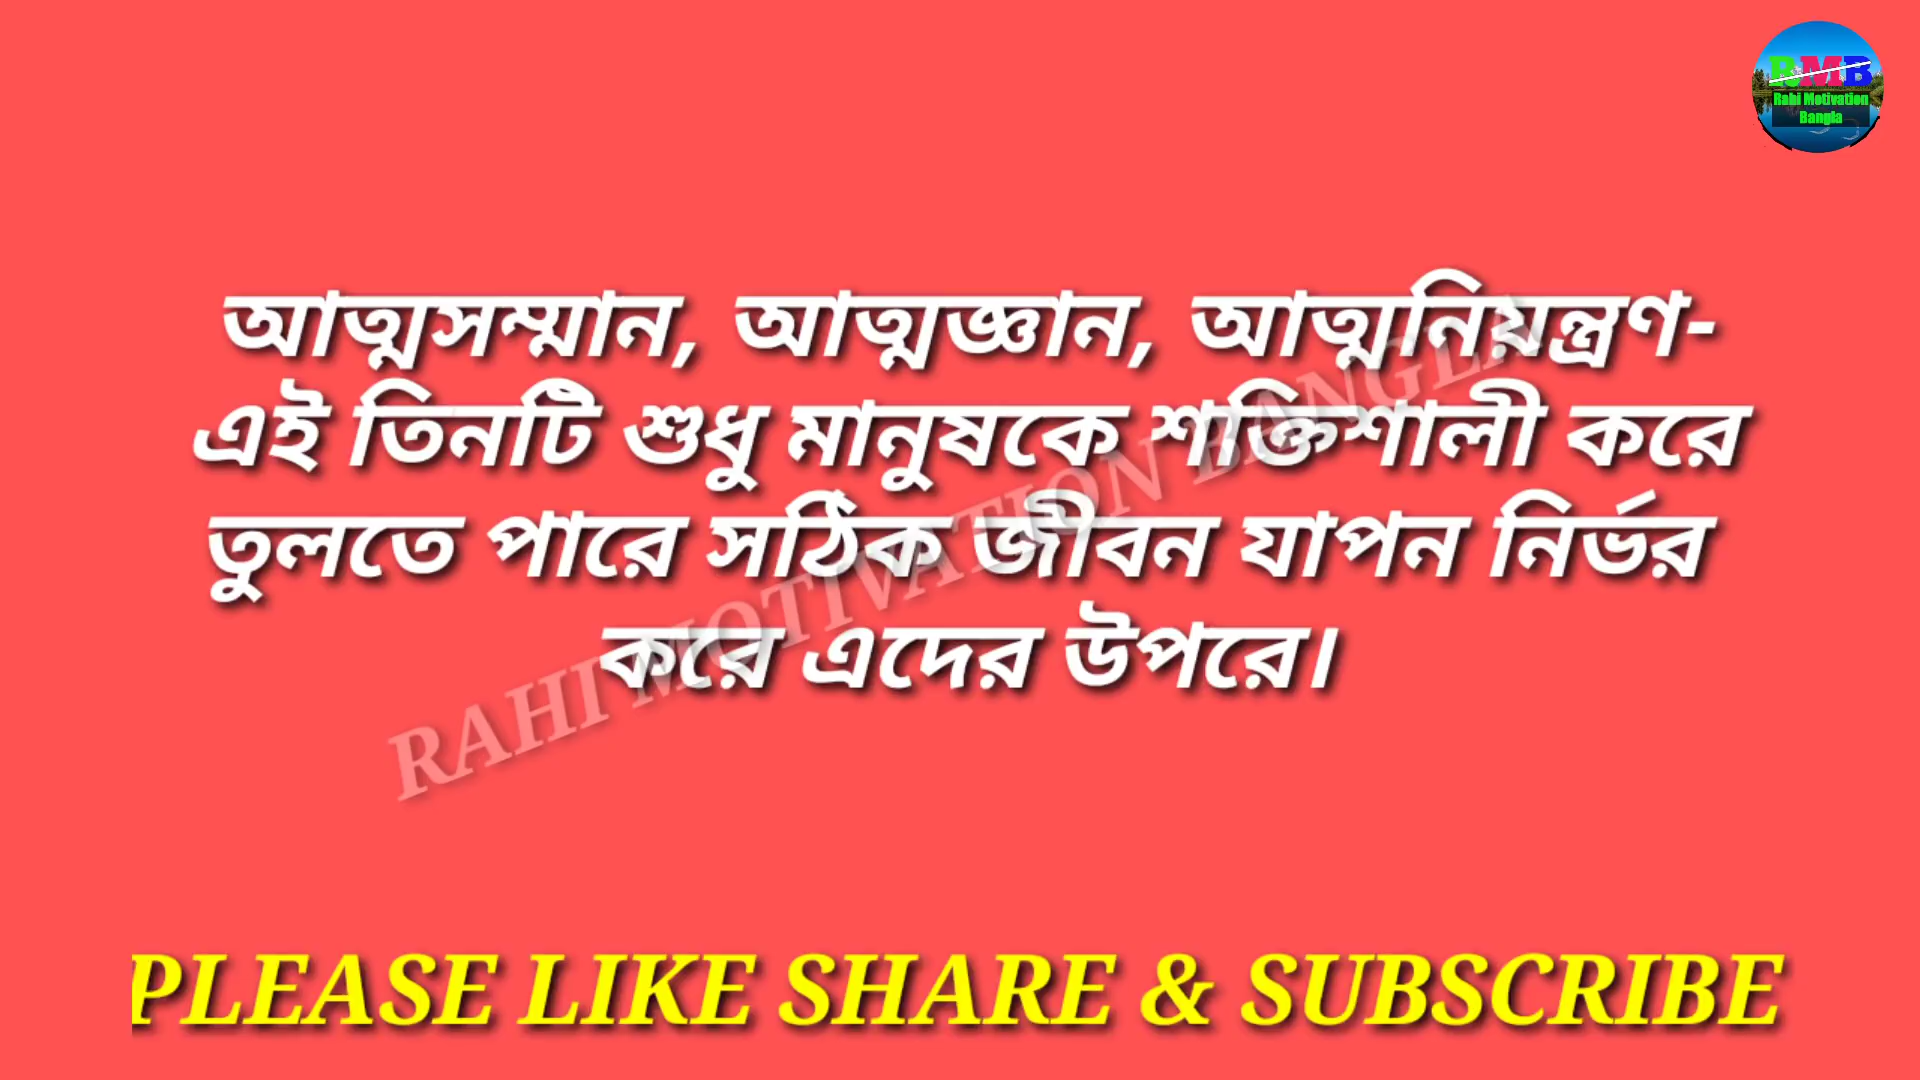 RMB
Rahi Motivation
Bangla
আত্মসম্মান, আত্মজ্ঞান, আত্মনিয়ন্ত্রণ-
এই তিনটি শুধু মানুষকে শক্তিশালী করে
তুলতে পারে সঠিক জীবন যাপন নির্ভর
করে এদের উপরে।
RAHI MOTIVATION BANGLA
PLEASE LIKE SHARE & SUBSCRIBE